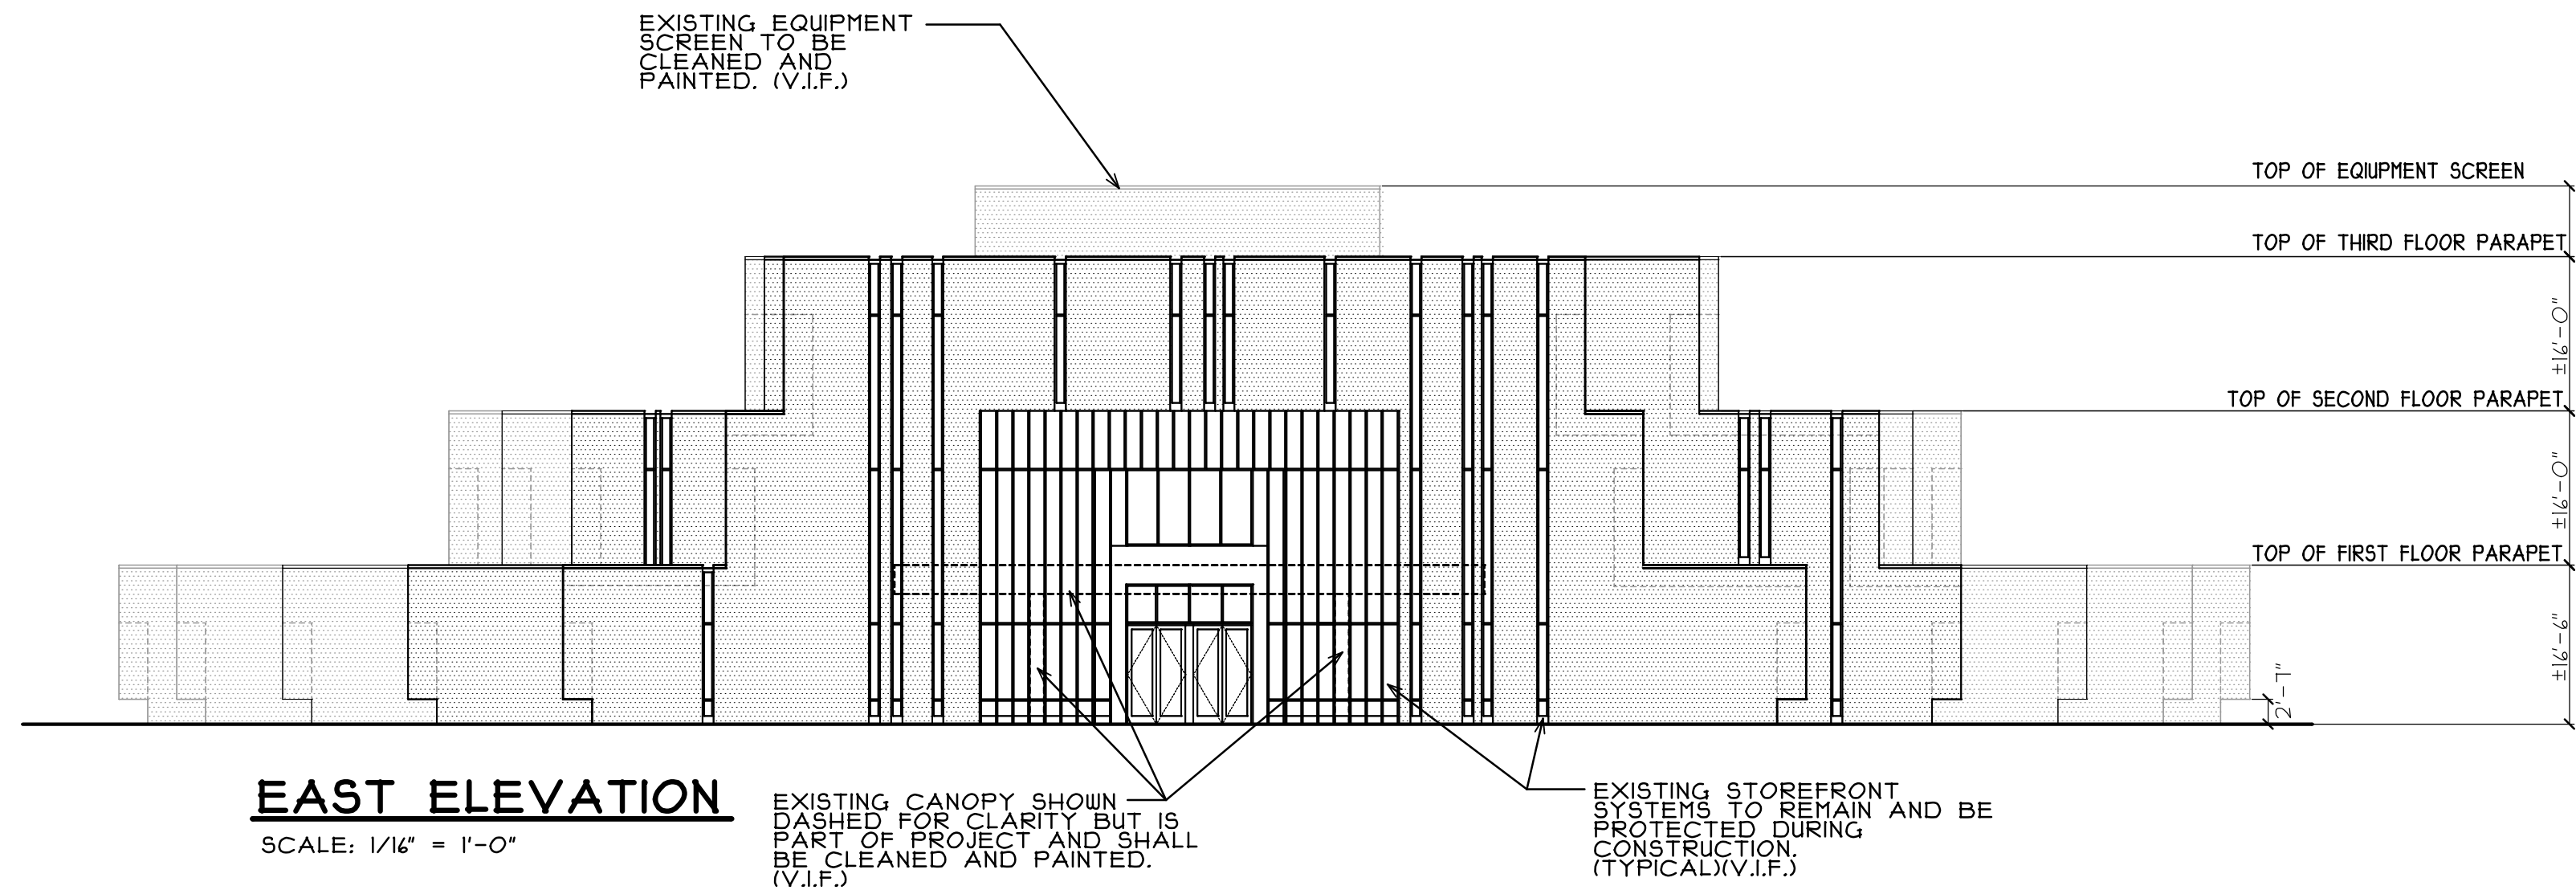 EXISTING EQUIPMENT
SCREEN TO BE
CLEANED AND
PAINTED. (V.I.F.)
TOP OF EQIUPMENT SCREEN
TOP OF THIRD FLOOR PARAPET
±16'-0"
TOP OF SECOND FLOOR PARAPET
±16'-0"
TOP OF FIRST FLOOR PARAPET
±16'-6"
2'-7"
EAST ELEVATION
SCALE: 1/16" = 1'-0"
EXISTING CANOPY SHOWN
DASHED FOR CLARITY BUT IS
PART OF PROJECT AND SHALL
BE CLEANED AND PAINTED.
(V.I.F.)
EXISTING STOREFRONT
SYSTEMS TO REMAIN AND BE
PROTECTED DURING
CONSTRUCTION.
(TYPICAL)(V.I.F.)